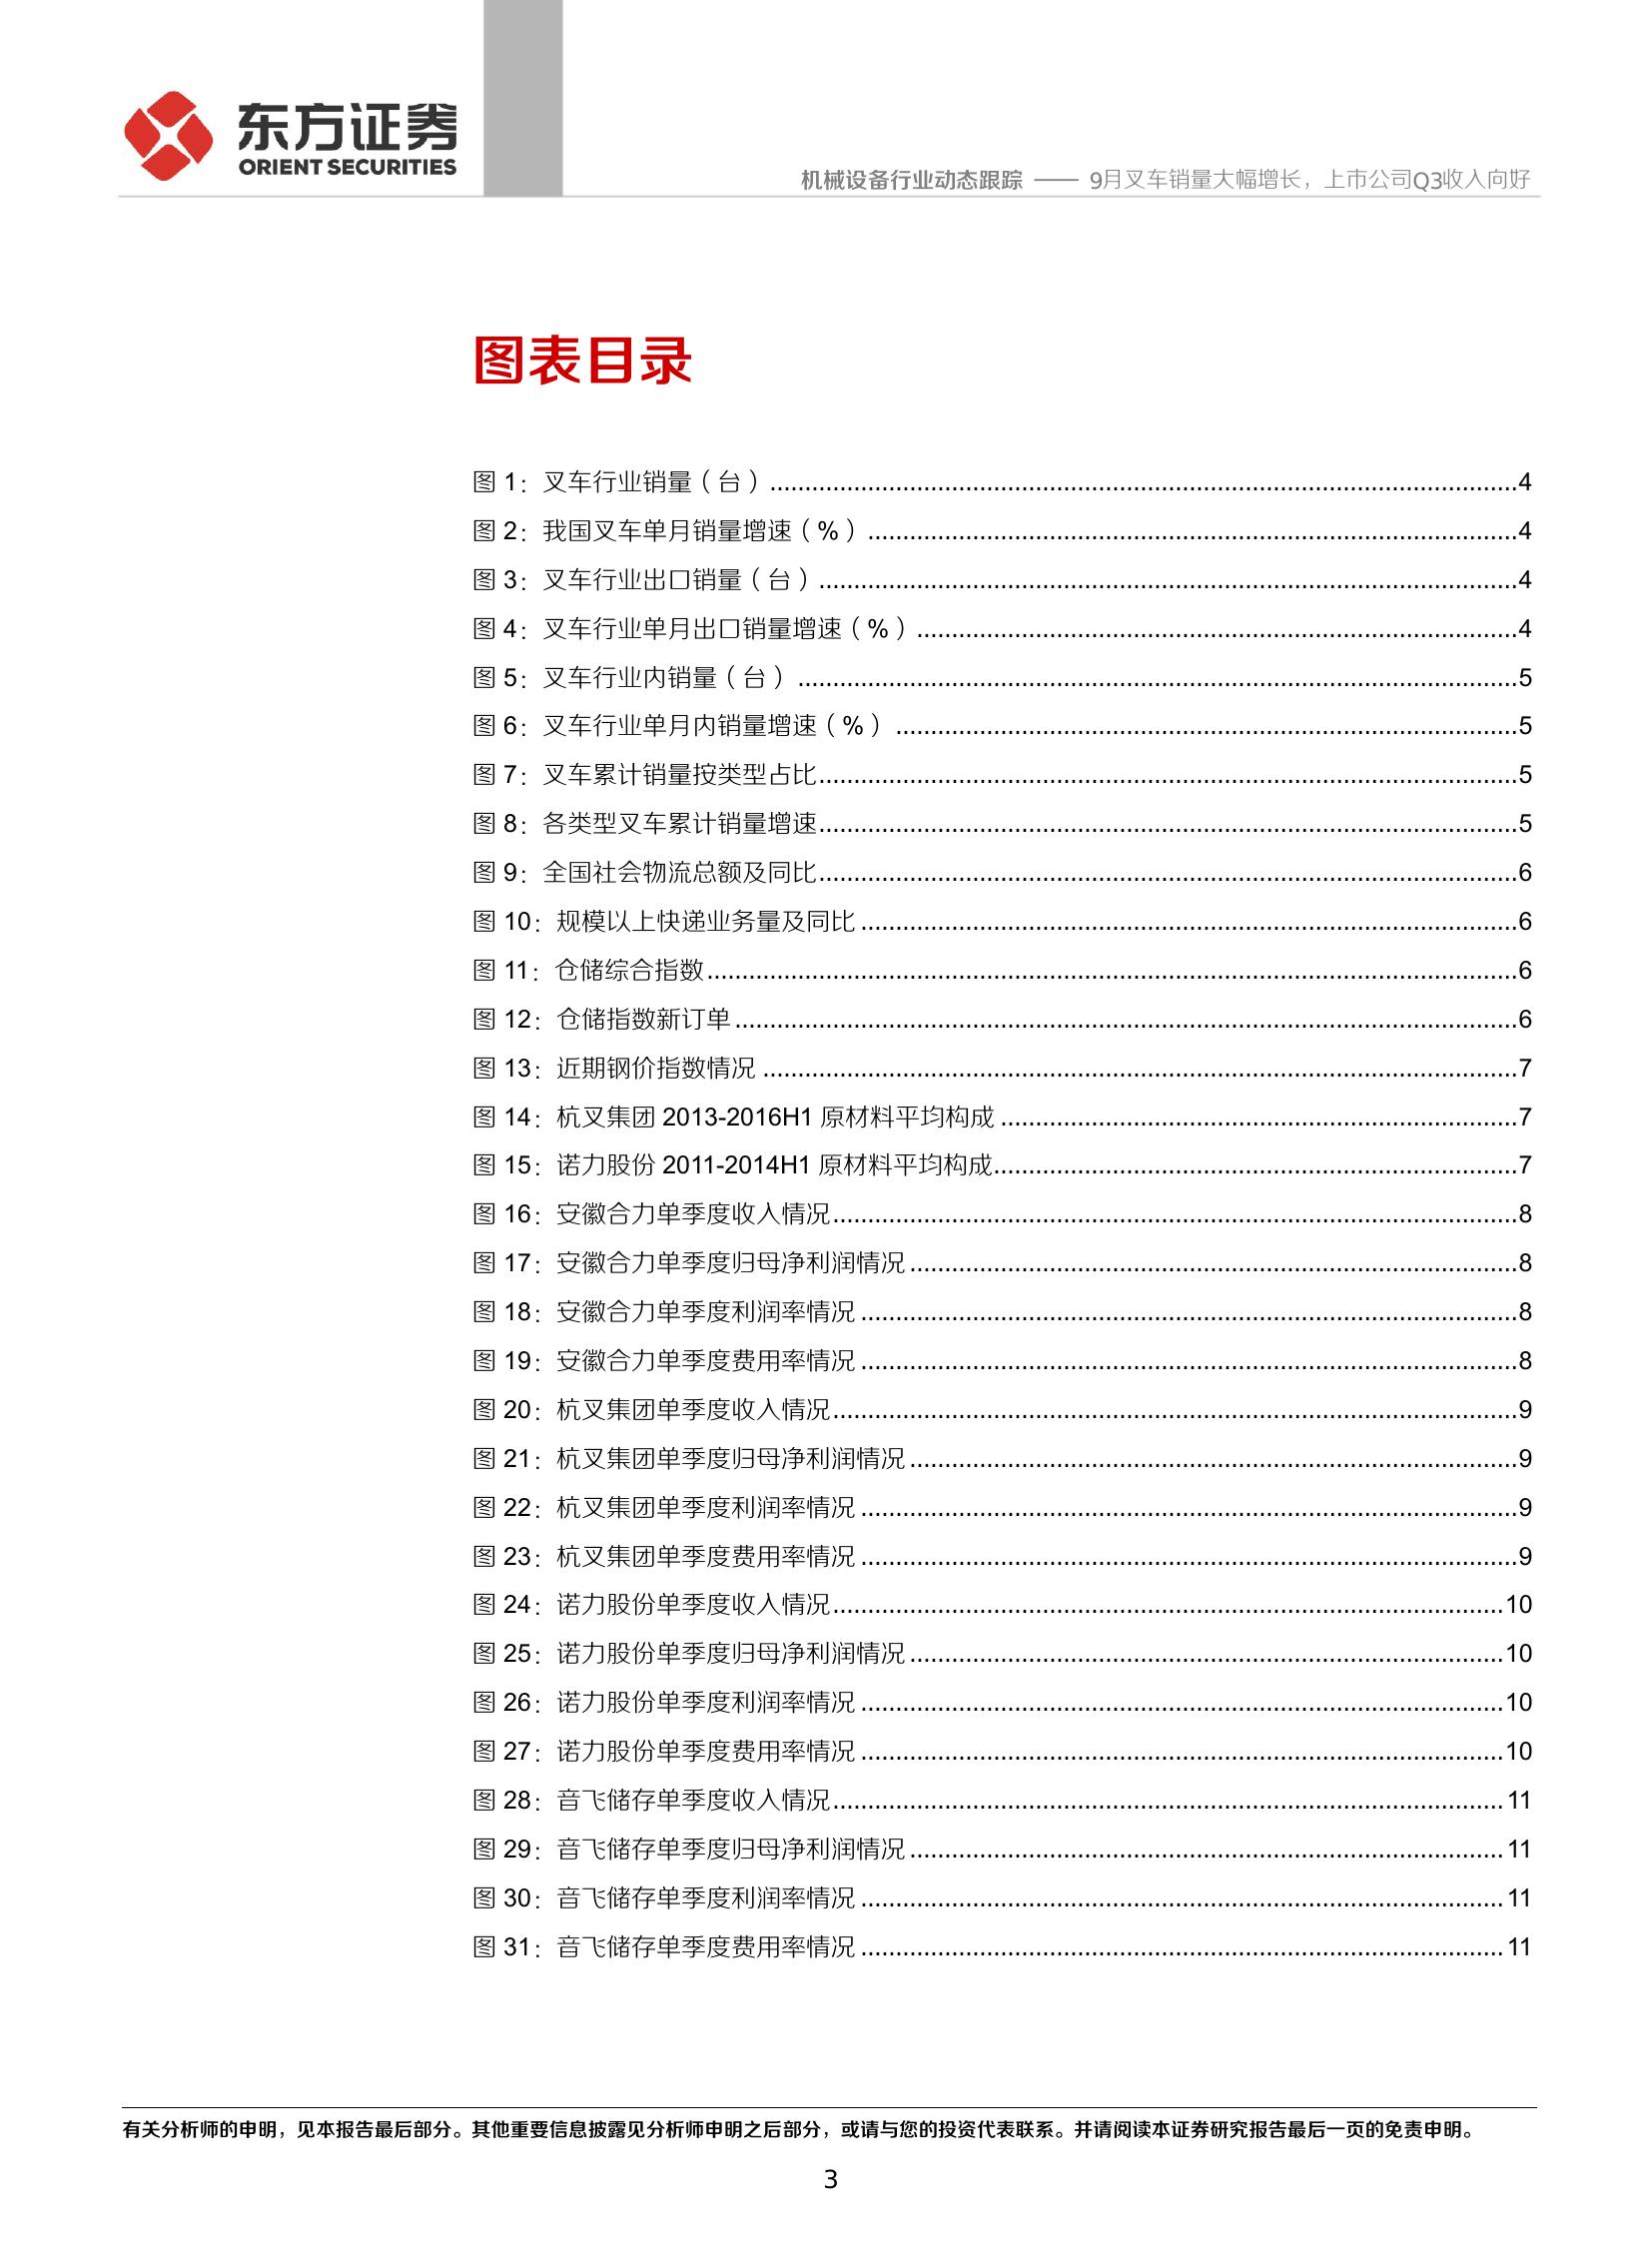 东方证券
ORIENT SECURITIES
机械设备行业动态跟踪 —— 9月叉车销量大幅增长，上市公司Q3收入向好
图表目录
图 1：叉车行业销量（台）....................4
图 2：我国叉车单月销量增速（%）....................4
图 3：叉车行业出口销量（台）....................4
图 4：叉车行业单月出口销量增速（%）....................4
图 5：叉车行业内销量（台）....................5
图 6：叉车行业单月内销量增速（%）....................5
图 7：叉车累计销量按类型占比....................5
图 8：各类型叉车累计销量增速....................5
图 9：全国社会物流总额及同比....................6
图 10：规模以上快递业务量及同比....................6
图 11：仓储综合指数....................6
图 12：仓储指数新订单....................6
图 13：近期钢价指数情况....................7
图 14：杭叉集团 2013-2016H1 原材料平均构成....................7
图 15：诺力股份 2011-2014H1 原材料平均构成....................7
图 16：安徽合力单季度收入情况....................8
图 17：安徽合力单季度归母净利润情况....................8
图 18：安徽合力单季度利润率情况....................8
图 19：安徽合力单季度费用率情况....................8
图 20：杭叉集团单季度收入情况....................9
图 21：杭叉集团单季度归母净利润情况....................9
图 22：杭叉集团单季度利润率情况....................9
图 23：杭叉集团单季度费用率情况....................9
图 24：诺力股份单季度收入情况....................10
图 25：诺力股份单季度归母净利润情况....................10
图 26：诺力股份单季度利润率情况....................10
图 27：诺力股份单季度费用率情况....................10
图 28：音飞储存单季度收入情况....................11
图 29：音飞储存单季度归母净利润情况....................11
图 30：音飞储存单季度利润率情况....................11
图 31：音飞储存单季度费用率情况....................11
有关分析师的申明，见本报告最后部分。其他重要信息披露见分析师申明之后部分，或请与您的投资代表联系。并请阅读本证券研究报告最后一页的免责申明。
3